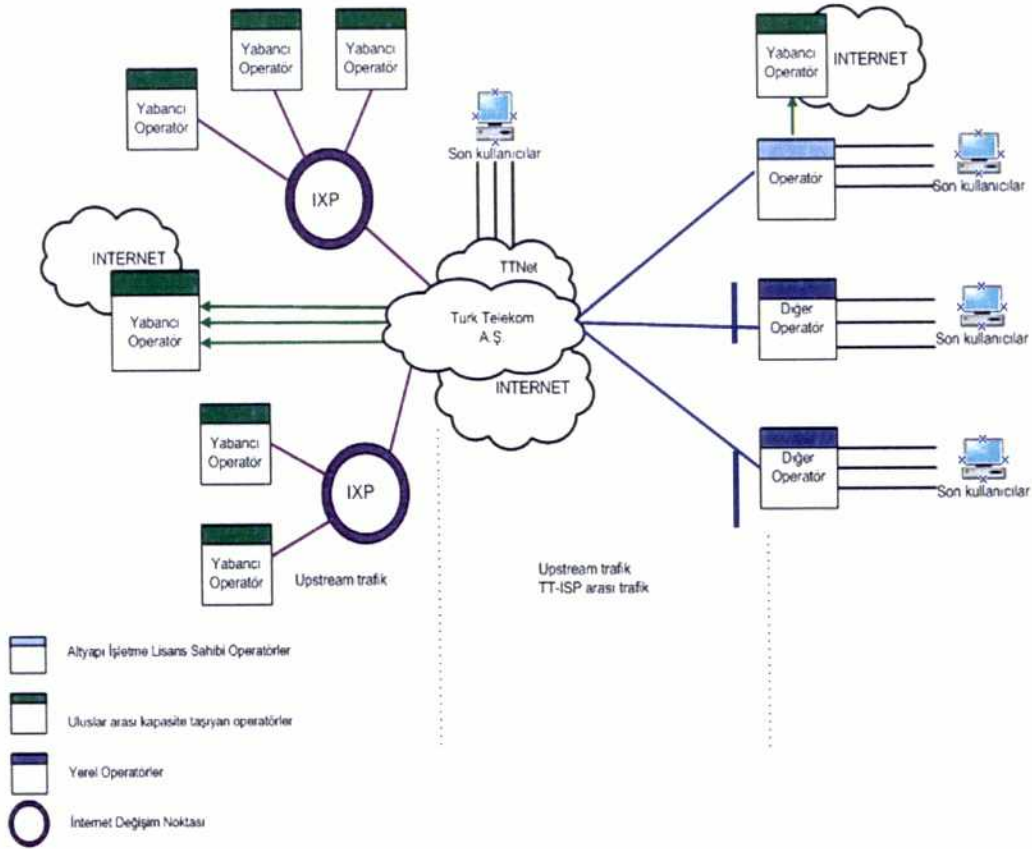 Yabancı
Operatör
Yabancı
Operatör
Yabancı
Operatör
IXP
Son kullanıcılar
Yabancı
Operatör
INTERNET
Operatör
Son kullanıcılar
INTERNET
Yabancı
Operatör
TTNet
Türk Telekom
A.Ş.
INTERNET
Diğer
Operatör
Son kullanıcılar
Yabancı
Operatör
IXP
Yabancı
Operatör
Diğer
Operatör
Son kullanıcılar
Upstream trafik
Upstream trafik
TT-ISP arası trafik
Altyapı İşletme Lisans Sahibi Operatörler
Uluslar arası kapasite taşıyan operatörler
Yerel Operatörler
İnternet Değişim Noktası